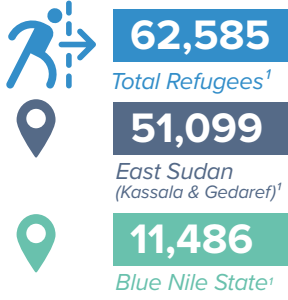 62,585
Total Refugees¹
51,099
East Sudan
(Kassala & Gedaref)¹
11,486
Blue Nile State¹